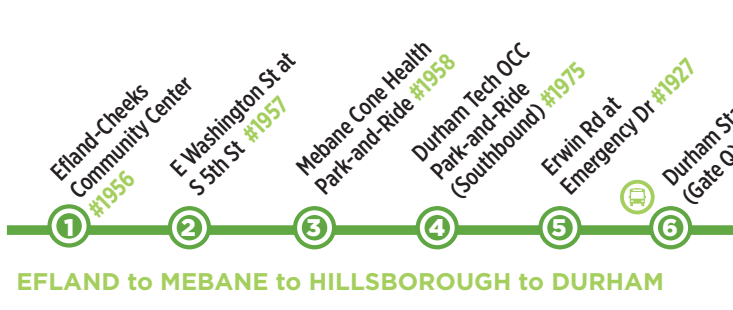 Efland-Cheeks
Community Center
#1956
E Washington St at
S 5th St #1957
Mebane Cone Health
Park-and-Ride #1958
Durham Tech OCC
Park-and-Ride
(Southbound) #1975
Erwin Rd at
Emergency Dr #1927
Durham
(Gate
1
2
3
4
5
6
EFLAND to MEBANE to HILLSBOROUGH to DURHAM